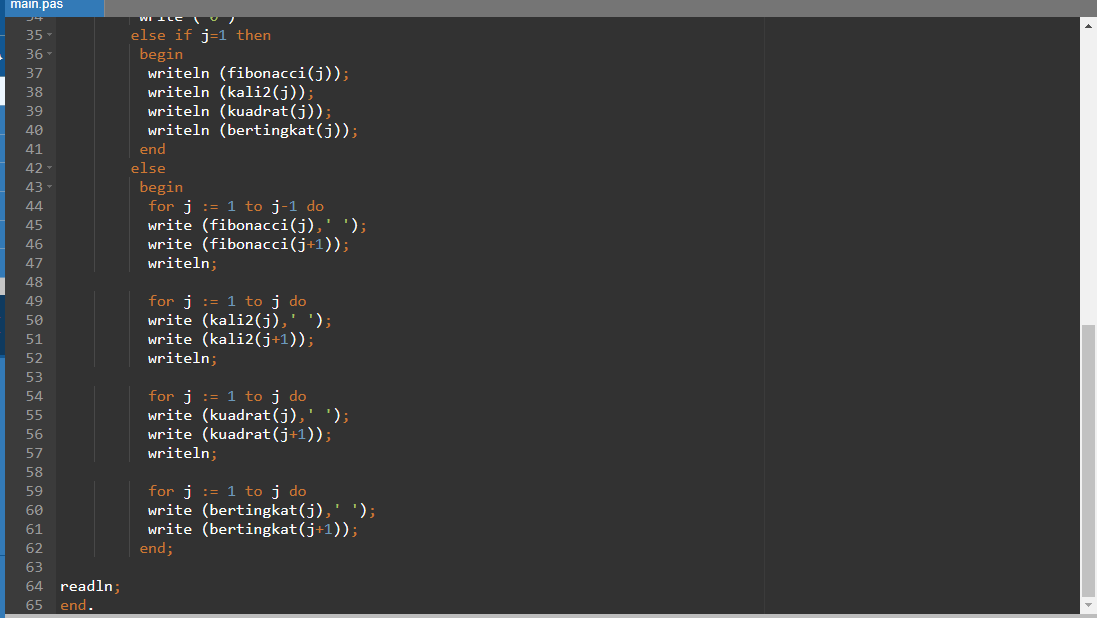 main.pas
34 write ('0')
35 else if j=1 then
36 begin
37 writeln (fibonacci(j));
38 writeln (kali2(j));
39 writeln (kuadrat(j));
40 writeln (bertingkat(j));
41 end
42 else
43 begin
44 for j := 1 to j-1 do
45 write (fibonacci(j),' ');
46 write (fibonacci(j+1));
47 writeln;
48
49 for j := 1 to j do
50 write (kali2(j),' ');
51 write (kali2(j+1));
52 writeln;
53
54 for j := 1 to j do
55 write (kuadrat(j),' ');
56 write (kuadrat(j+1));
57 writeln;
58
59 for j := 1 to j do
60 write (bertingkat(j),' ');
61 write (bertingkat(j+1));
62 end;
63
64 readln;
65 end.